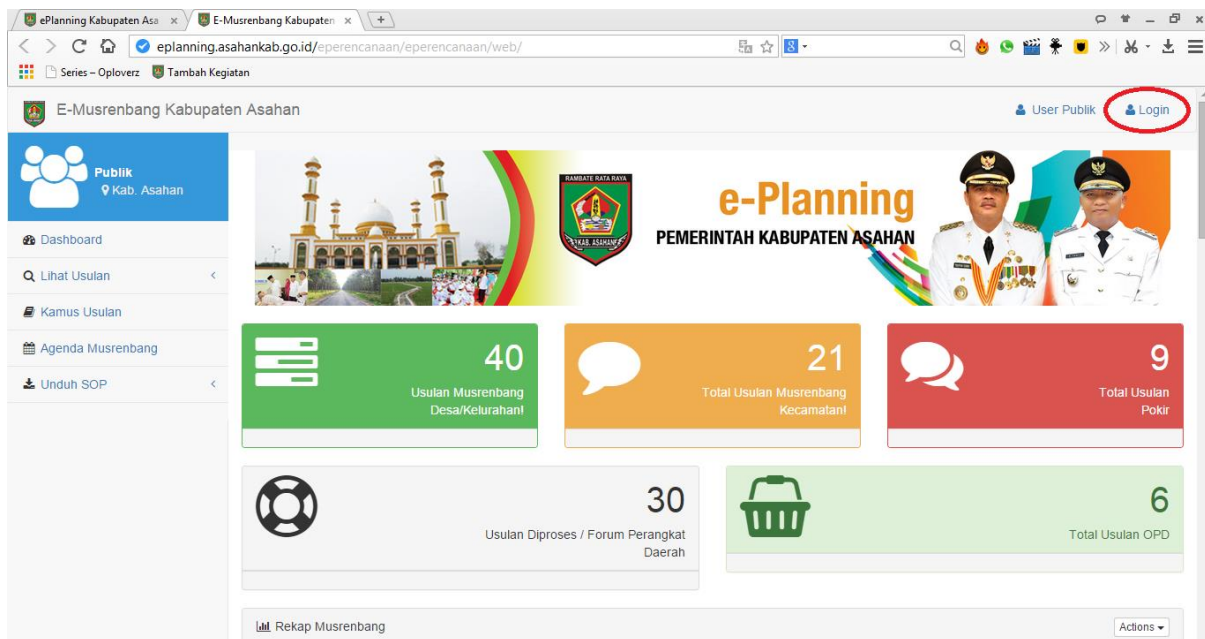 ePlanning Kabupaten Asa
E-Musrenbang Kabupaten
eplanning.asahankab.go.id/eperencanaan/eperencanaan/web/
Series – Oploverz
Tambah Kegiatan
E-Musrenbang Kabupaten Asahan
User Publik
Login
Publik
Kab. Asahan
Dashboard
Lihat Usulan
Kamus Usulan
Agenda Musrenbang
Unduh SOP
RAMBATE RATA RAYA
KAB. ASAHAN
e-Planning
PEMERINTAH KABUPATEN ASAHAN
40
Usulan Musrenbang
Desa/Kelurahan!
21
Total Usulan Musrenbang
Kecamatan!
9
Total Usulan
Pokir
30
Usulan Diproses / Forum Perangkat
Daerah
6
Total Usulan OPD
Rekap Musrenbang
Actions